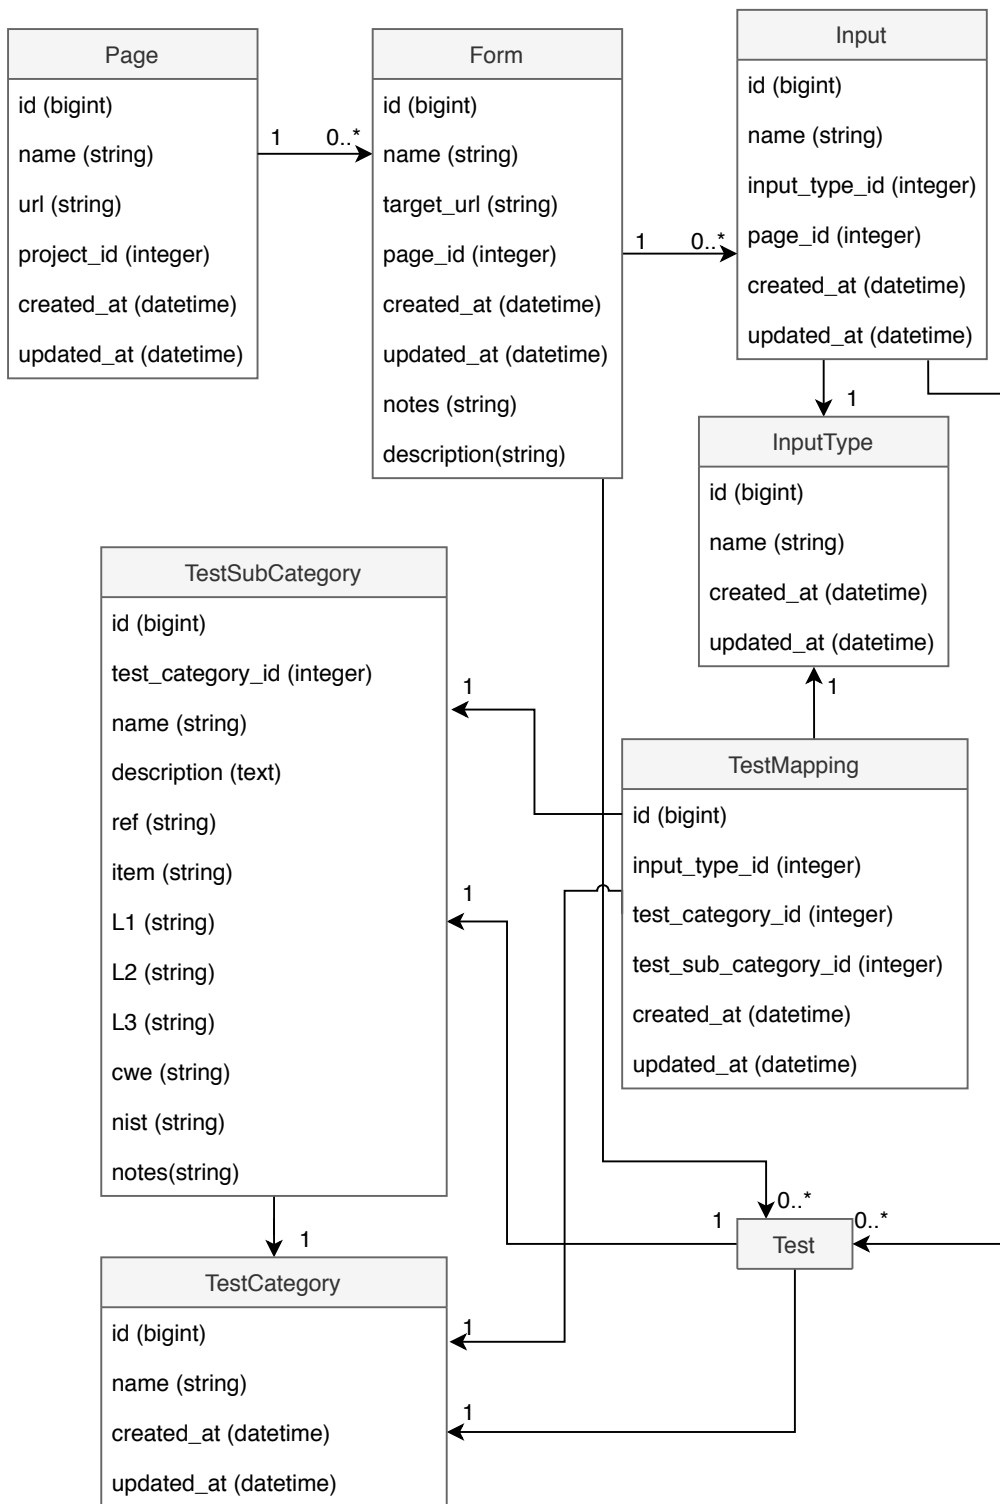 Page
id (bigint)
name (string)
url (string)
project_id (integer)
created_at (datetime)
updated_at (datetime)
1
0..*
Form
id (bigint)
name (string)
target_url (string)
page_id (integer)
created_at (datetime)
updated_at (datetime)
notes (string)
description(string)
1
0..*
Input
id (bigint)
name (string)
input_type_id (integer)
page_id (integer)
created_at (datetime)
updated_at (datetime)
1
InputType
id (bigint)
name (string)
created_at (datetime)
updated_at (datetime)
1
TestSubCategory
id (bigint)
test_category_id (integer)
name (string)
description (text)
ref (string)
item (string)
L1 (string)
L2 (string)
L3 (string)
cwe (string)
nist (string)
notes(string)
1
1
TestMapping
id (bigint)
input_type_id (integer)
test_category_id (integer)
test_sub_category_id (integer)
created_at (datetime)
updated_at (datetime)
1
0..*
0..*
Test
1
TestCategory
id (bigint)
name (string)
created_at (datetime)
updated_at (datetime)
1
1